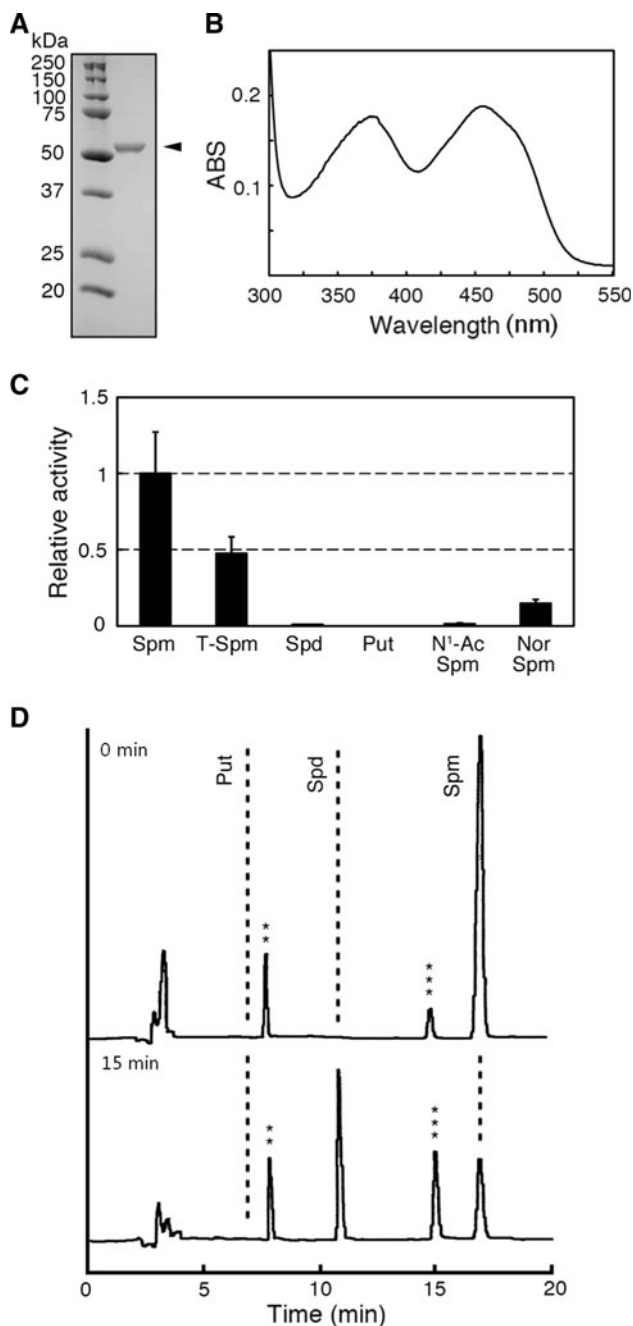 A
kDa
250
150
100
75
50
37
25
20
B
0.2
0.1
ABS
300
350
400
450
500
550
Wavelength (nm)
C
1.5
1
0.5
0
Relative activity
Spm
T-Spm
Spd
Put
N¹-Ac
Spm
Nor
Spm
D
0 min
Put
Spd
Spm
**
***
15 min
**
***
0
5
10
15
20
Time (min)